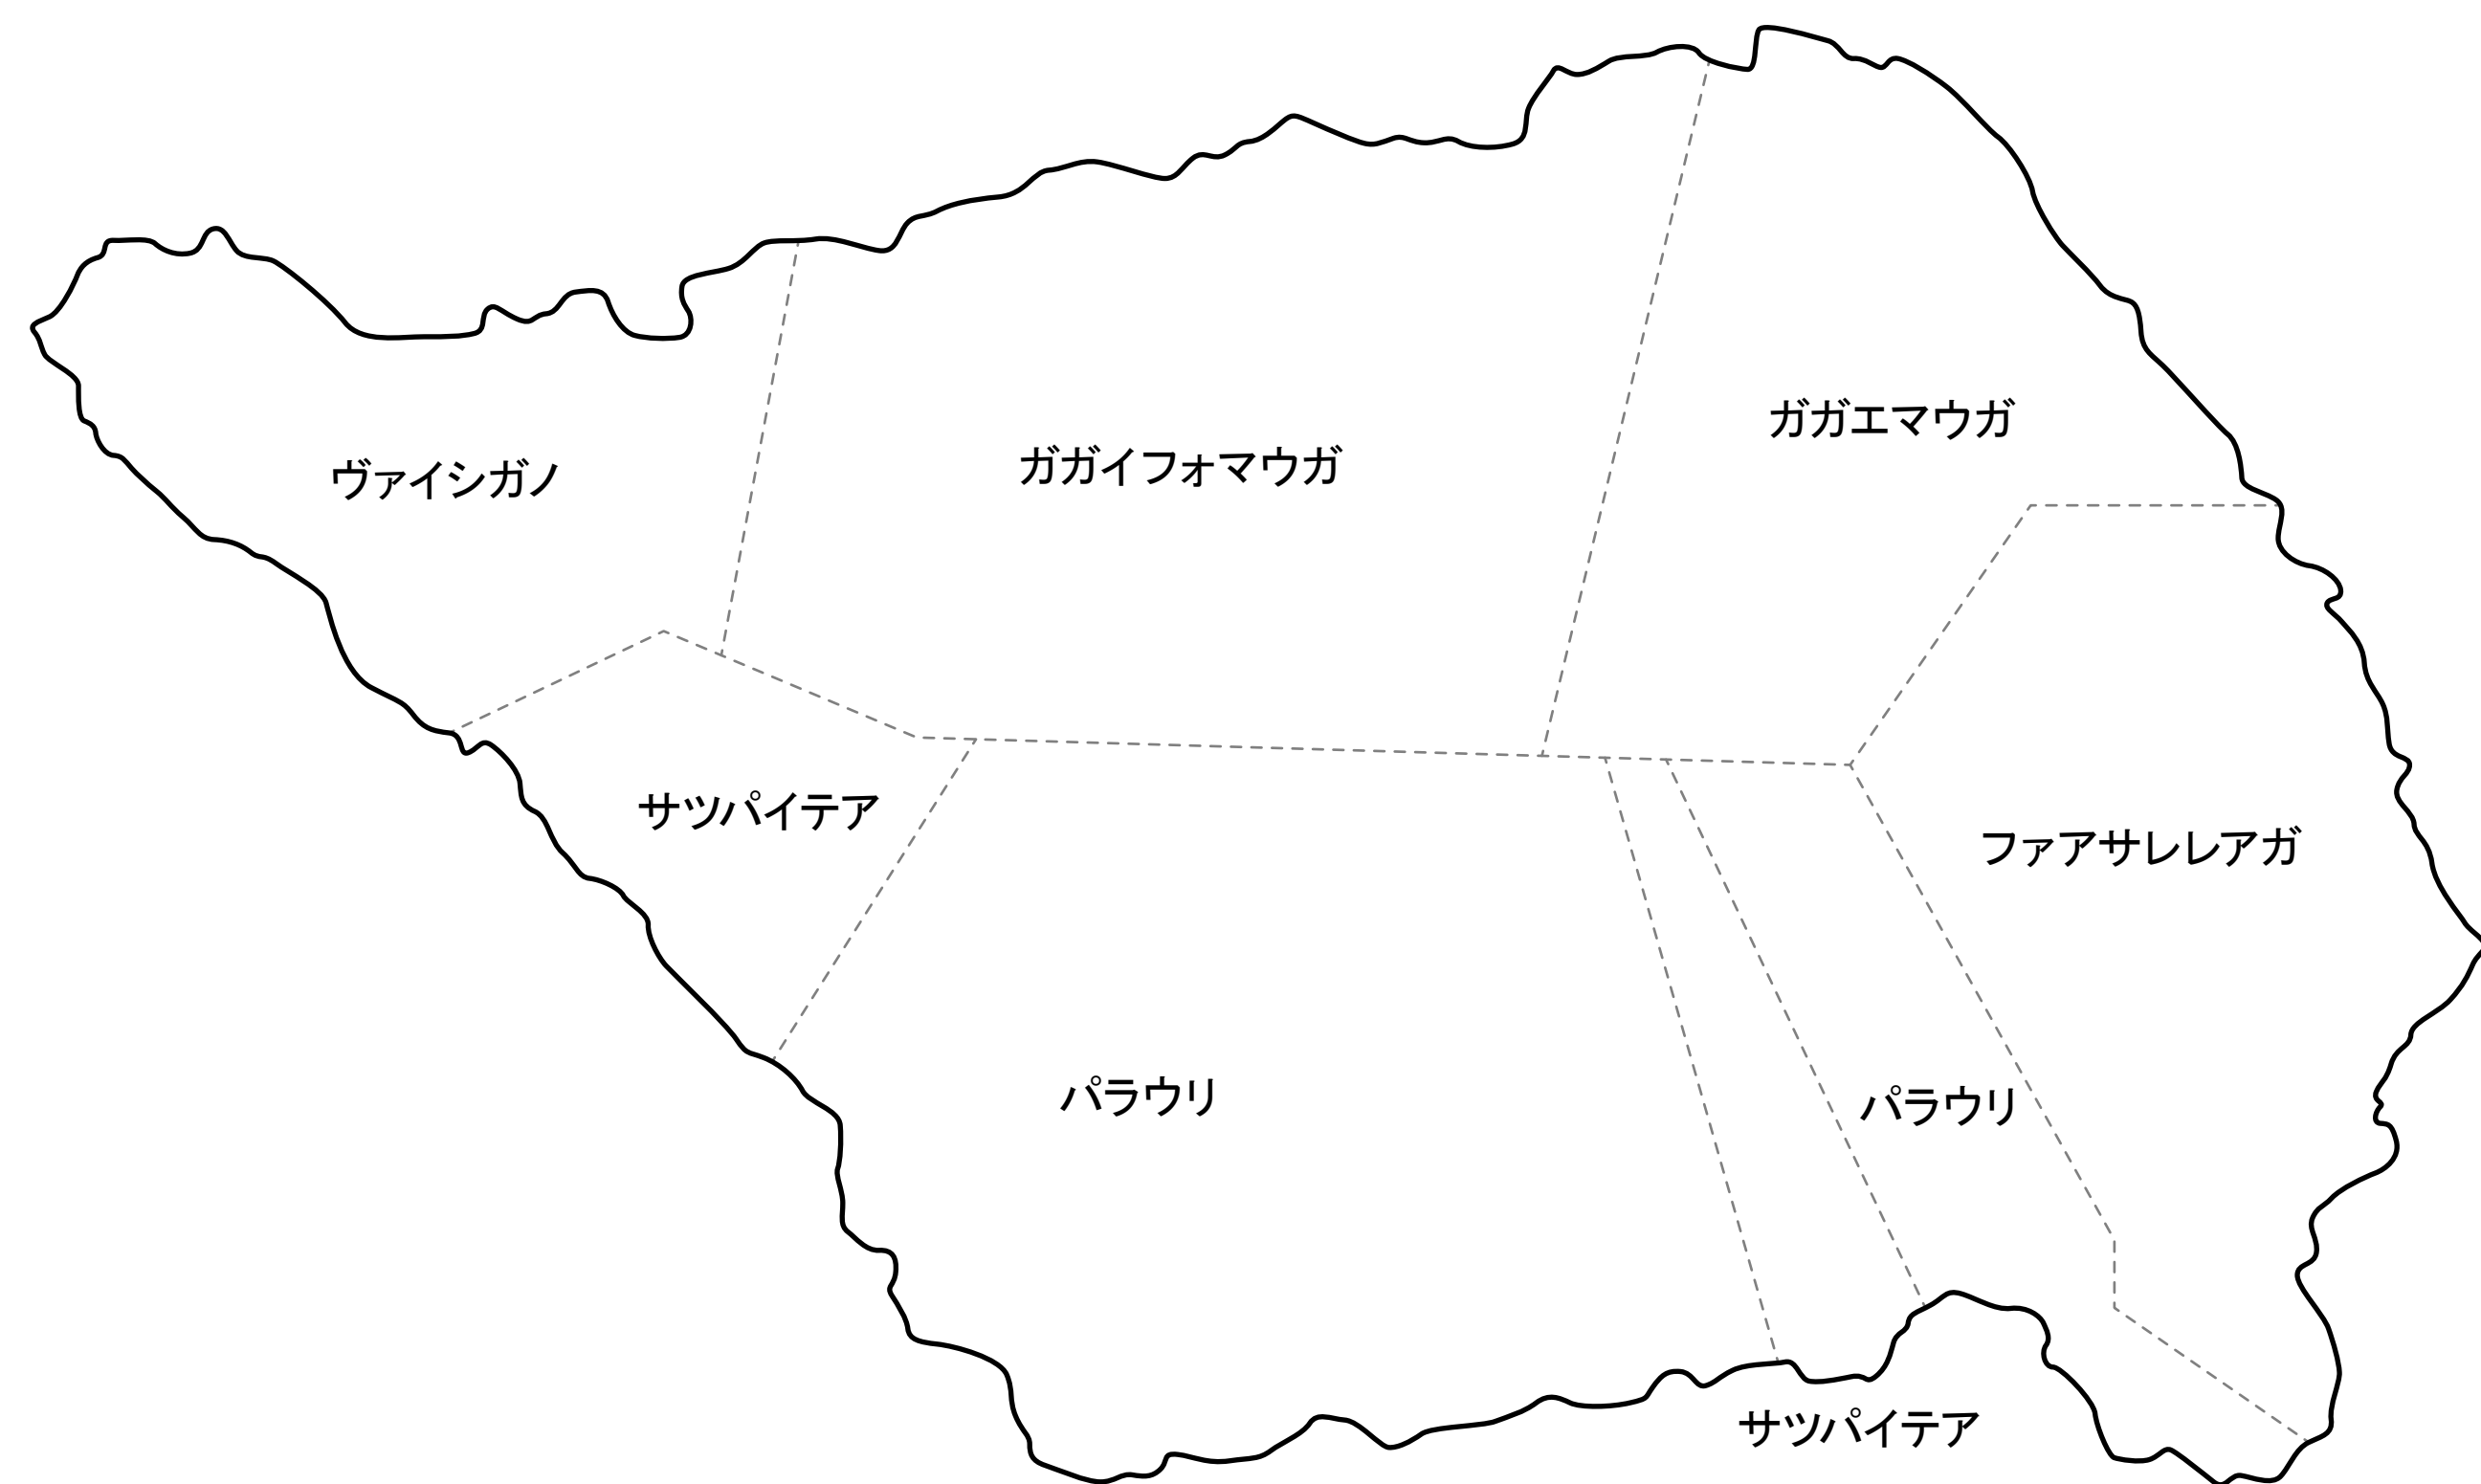 ガガエマウガ
ヴァイシガノ
ガガイフォマウガ
サツパイテア
ファアサレレアガ
パラウリ
パラウリ
サツパイテア